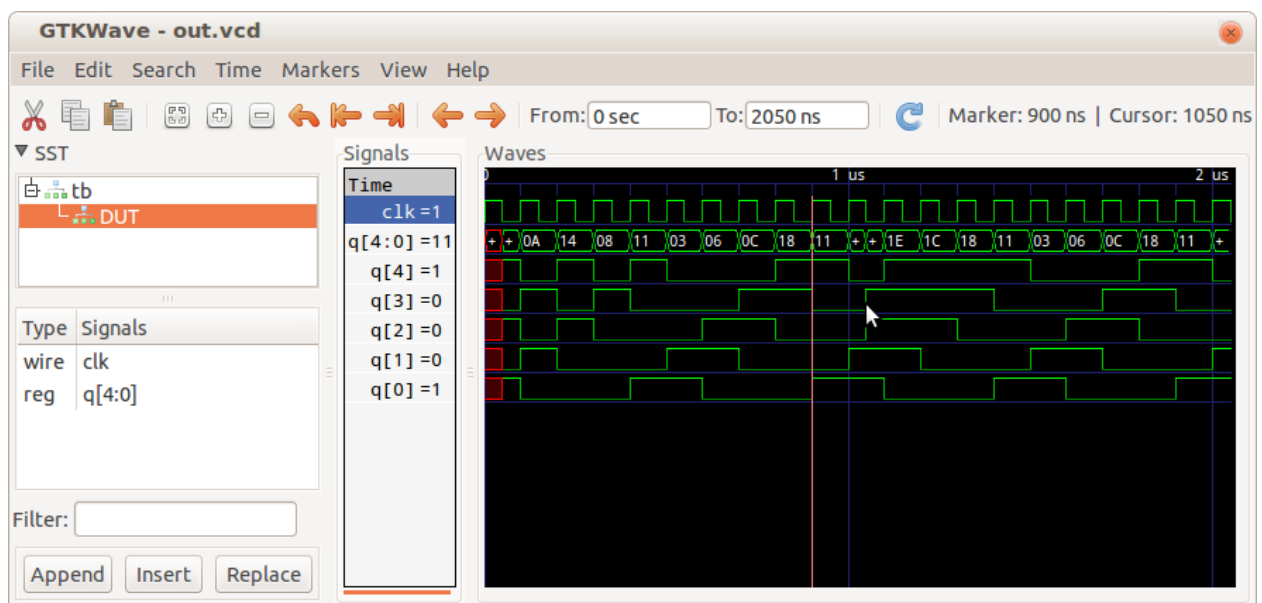 GTKWave - out.vcd
File Edit Search Time Markers View Help
From: 0 sec To: 2050 ns Marker: 900 ns | Cursor: 1050 ns
SST
tb
DUT
Type Signals
wire clk
reg q[4:0]
Filter:
Append Insert Replace
Signals
Time
clk =1
q[4:0] =11
q[4] =1
q[3] =0
q[2] =0
q[1] =0
q[0] =1
Waves
0 1 us 2 us
+ + 0A 14 08 11 03 06 0C 18 11 + + 1E 1C 18 11 03 06 0C 18 11 +